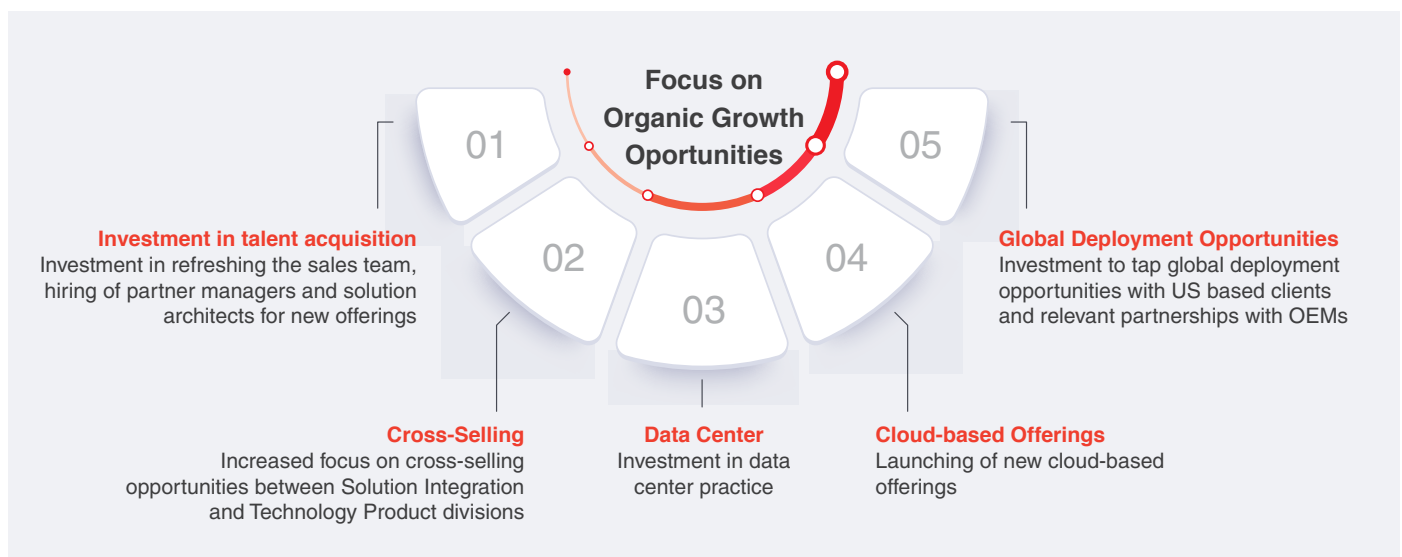 Focus on
Organic Growth
Oportunities
01
02
03
04
05
Investment in talent acquisition
Investment in refreshing the sales team,
hiring of partner managers and solution
architects for new offerings
Cross-Selling
Increased focus on cross-selling
opportunities between Solution Integration
and Technology Product divisions
Data Center
Investment in data
center practice
Cloud-based Offerings
Launching of new cloud-based
offerings
Global Deployment Opportunities
Investment to tap global deployment
opportunities with US based clients
and relevant partnerships with OEMs